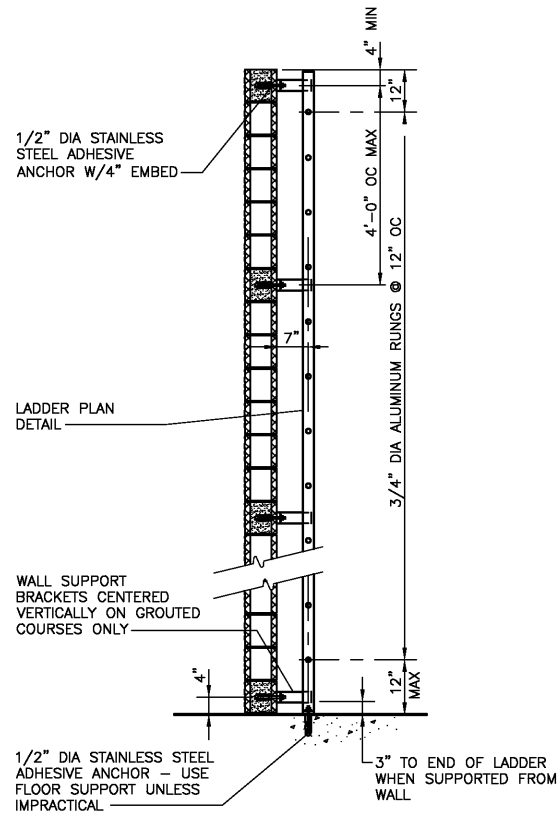 4" MIN
12"
1/2" DIA STAINLESS
STEEL ADHESIVE
ANCHOR W/4" EMBED
4'-0" OC MAX
3/4" DIA ALUMINUM RUNGS @ 12" OC
7"
LADDER PLAN
DETAIL
WALL SUPPORT
BRACKETS CENTERED
VERTICALLY ON GROUTED
COURSES ONLY
4"
12"
MAX
1/2" DIA STAINLESS STEEL
ADHESIVE ANCHOR – USE
FLOOR SUPPORT UNLESS
IMPRACTICAL
3" TO END OF LADDER
WHEN SUPPORTED FROM
WALL